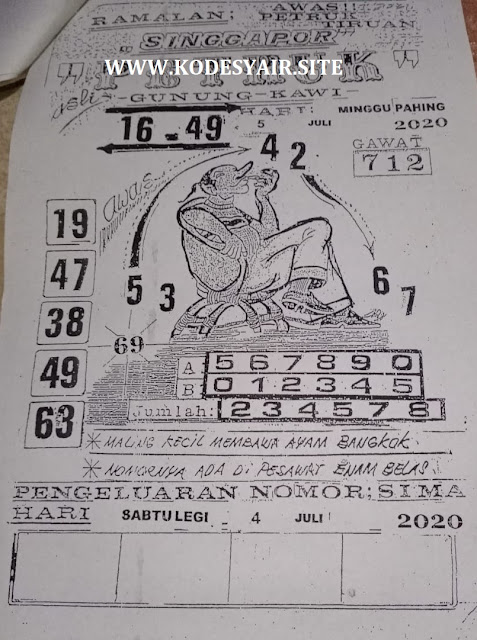 AWAS!!
RAMALAN; PETRUK TIRUAN
"SINGGAPOR"
"PETRUK"
WWW.KODESYAIR.SITE
asli GUNUNG KAWI
HARI: MINGGU PAHING
5 JULI 2020
16 - 49
GAWAT
712
awas
4 2
19
47
38
49
63
5 3
6 7
69
A 5 6 7 8 9 0
B 0 1 2 3 4 5
Jumlah: 2 3 4 5 7 8
* MALING KECIL MEMBAWA AYAM BANGKOK
* NOMORNYA ADA DI PESAWAT ENAM BELAS
PENGELUARAN NOMOR; SIMA
HARI SABTU LEGI 4 JULI 2020